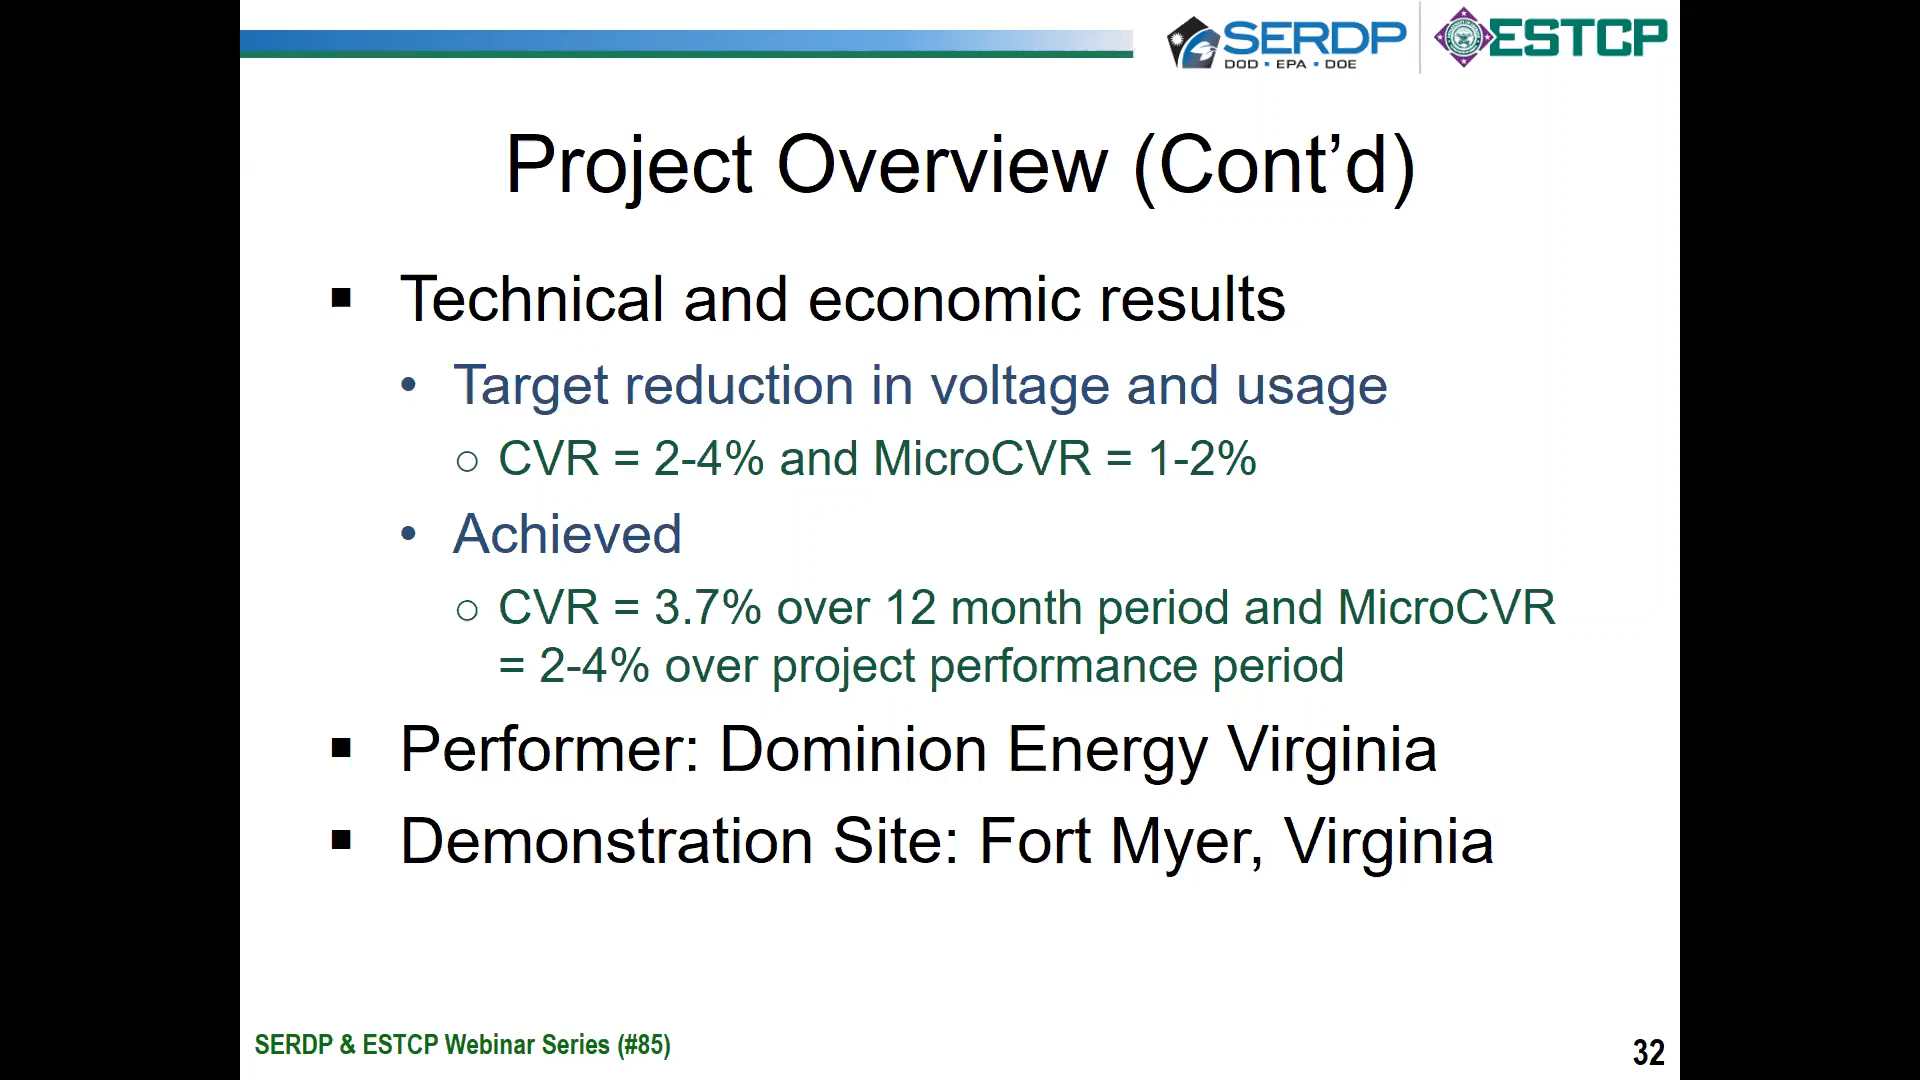 SERDP
DOD • EPA • DOE
ESTCP
Project Overview (Cont’d)
▪ Technical and economic results
• Target reduction in voltage and usage
○ CVR = 2-4% and MicroCVR = 1-2%
• Achieved
○ CVR = 3.7% over 12 month period and MicroCVR
= 2-4% over project performance period
▪ Performer: Dominion Energy Virginia
▪ Demonstration Site: Fort Myer, Virginia
SERDP & ESTCP Webinar Series (#85)
32